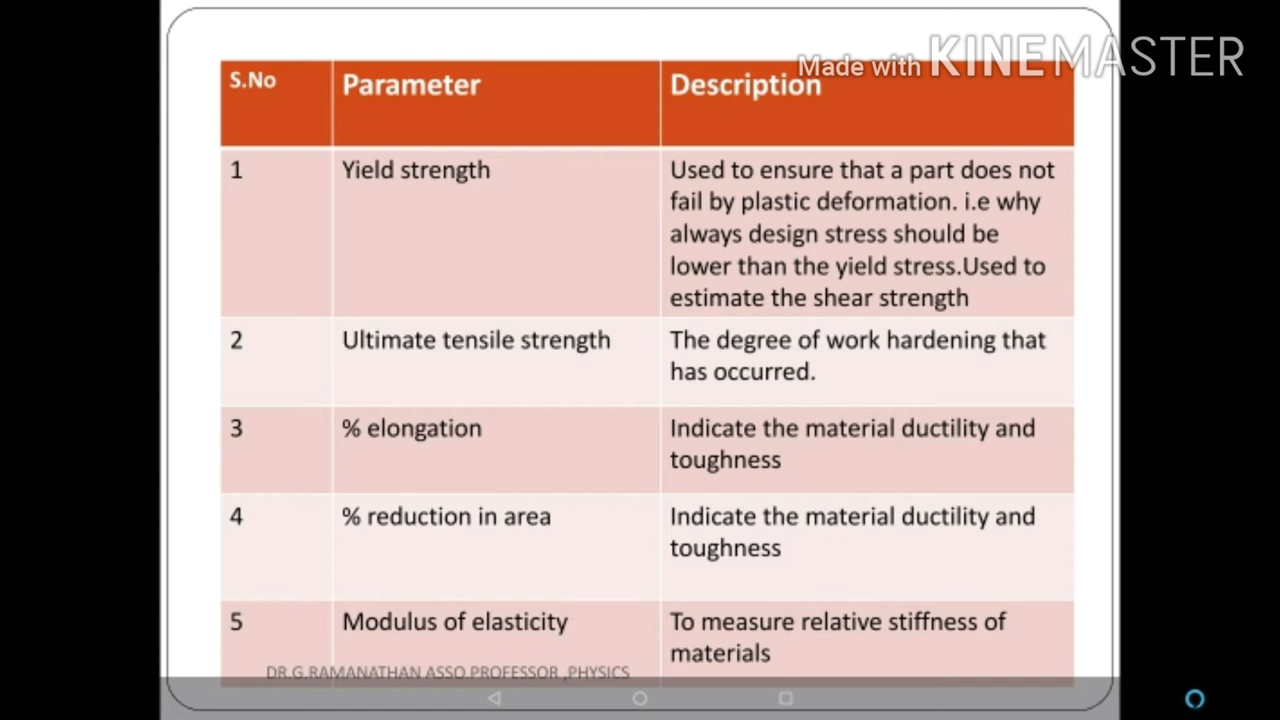 Made with KINEMASTER
S.No Parameter Description
1 Yield strength Used to ensure that a part does not
fail by plastic deformation. i.e why
always design stress should be
lower than the yield stress.Used to
estimate the shear strength
2 Ultimate tensile strength The degree of work hardening that
has occurred.
3 % elongation Indicate the material ductility and
toughness
4 % reduction in area Indicate the material ductility and
toughness
5 Modulus of elasticity To measure relative stiffness of
materials
DR.G.RAMANATHAN ASSO.PROFESSOR ,PHYSICS